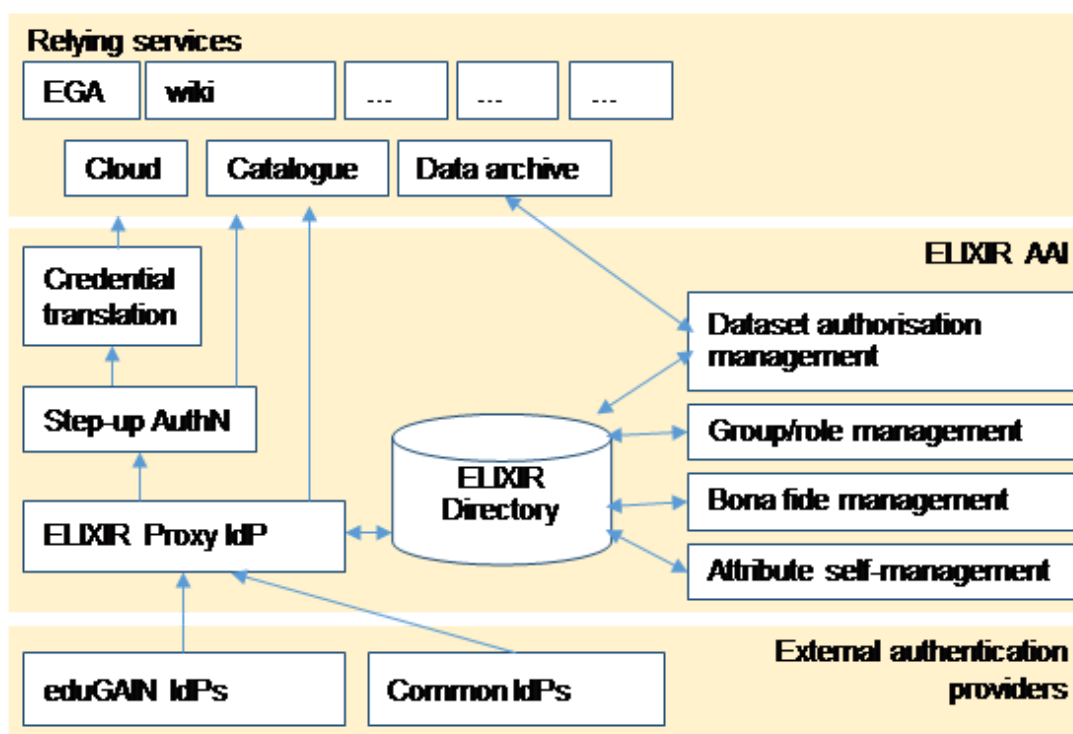 Relying services
EGA
wiki
...
...
...
Cloud
Catalogue
Data archive
ELIXIR AAI
Credential
translation
Dataset authorisation
management
Step-up AuthN
Group/role management
ELIXIR
Directory
Bona fide management
ELIXIR Proxy IdP
Attribute self-management
External authentication
providers
eduGAIN IdPs
Common IdPs